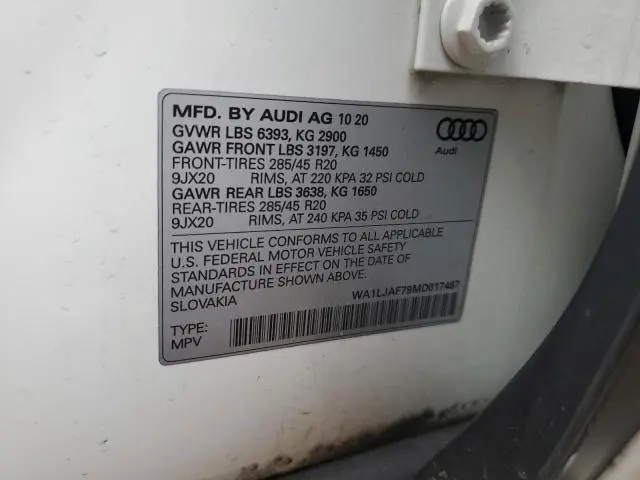 MFD. BY AUDI AG 10 20
GVWR LBS 6393, KG 2900
GAWR FRONT LBS 3197, KG 1450
FRONT-TIRES 285/45 R20
9JX20 RIMS, AT 220 KPA 32 PSI COLD
GAWR REAR LBS 3638, KG 1650
REAR-TIRES 285/45 R20
9JX20 RIMS, AT 240 KPA 35 PSI COLD
Audi
THIS VEHICLE CONFORMS TO ALL APPLICABLE
U.S. FEDERAL MOTOR VEHICLE SAFETY
STANDARDS IN EFFECT ON THE DATE OF
MANUFACTURE SHOWN ABOVE.
SLOVAKIA
WA1LJAF79MD017487
TYPE:
MPV